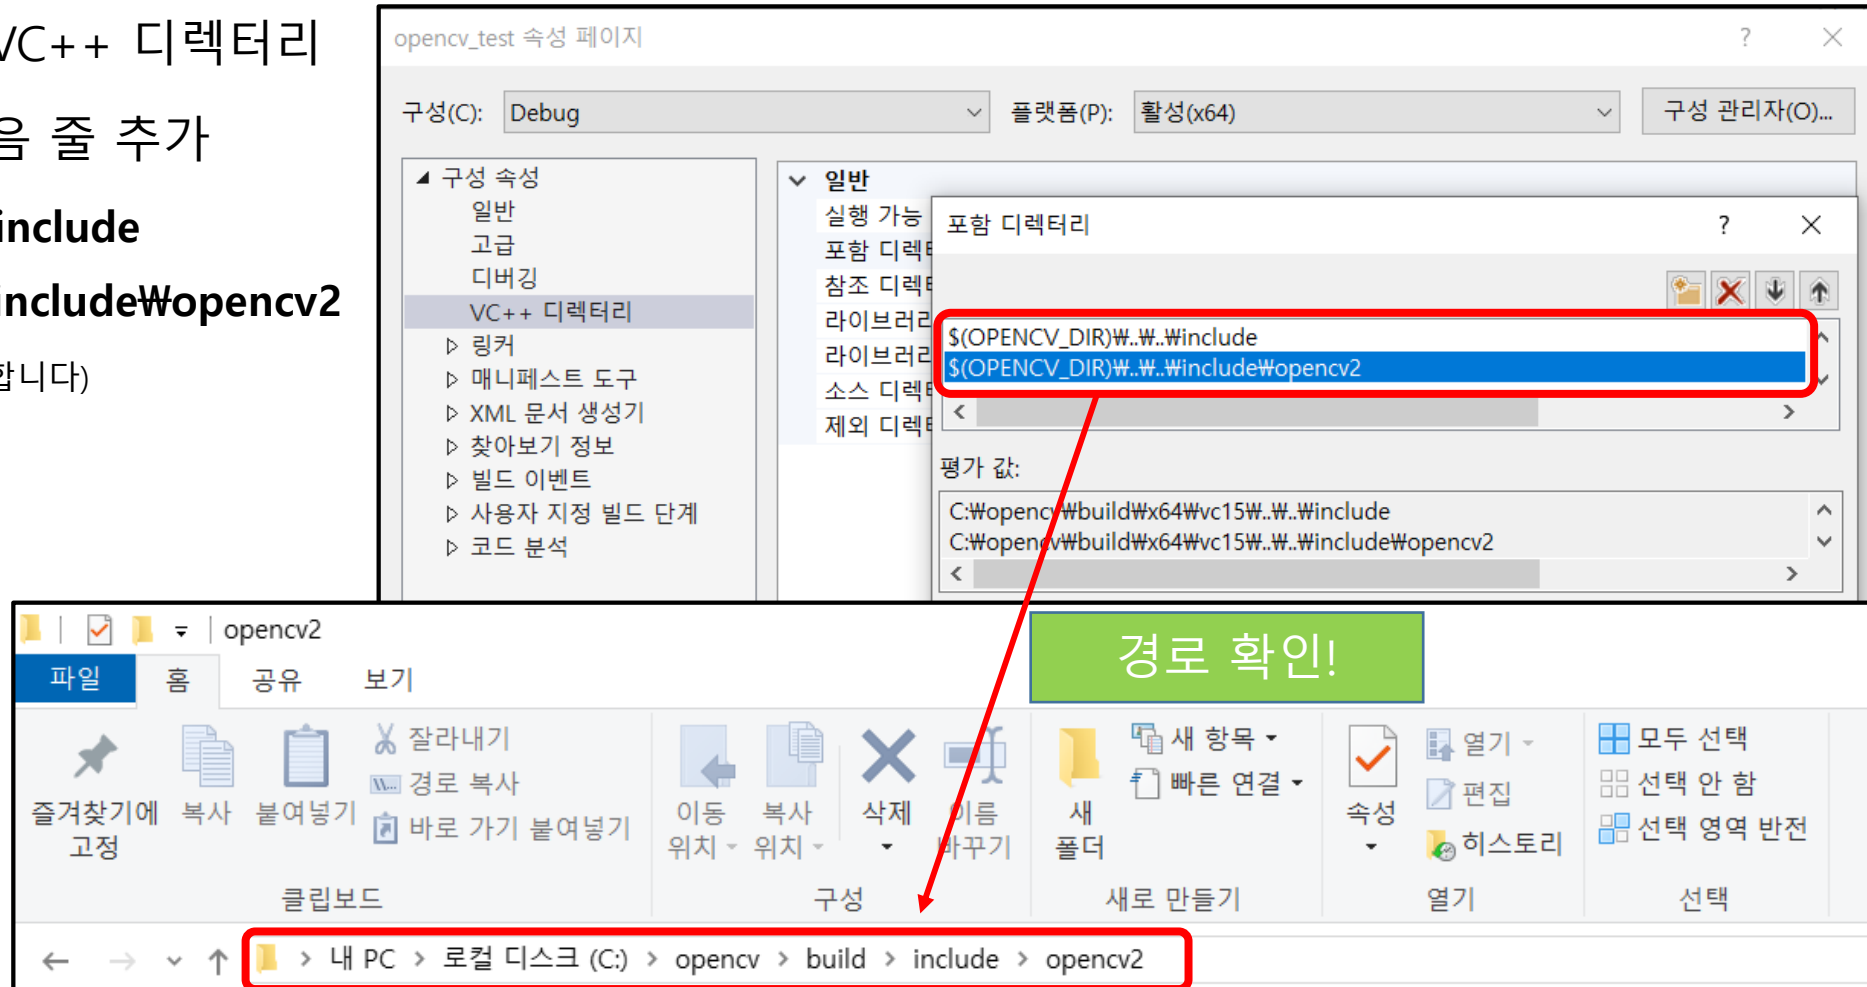 VC++ 디렉터리
음 줄 추가
include
include₩opencv2
합니다)
opencv_test 속성 페이지
? ×
구성(C): Debug 플랫폼(P): 활성(x64) 구성 관리자(O)...
구성 속성
일반
고급
디버깅
VC++ 디렉터리
링커
매니페스트 도구
XML 문서 생성기
찾아보기 정보
빌드 이벤트
사용자 지정 빌드 단계
코드 분석
일반
실행 가능
포함 디렉터
참조 디렉터
라이브러리
라이브러리
소스 디렉터
제외 디렉터
포함 디렉터리
? ×
$(OPENCV_DIR)₩..₩..₩include
$(OPENCV_DIR)₩..₩..₩include₩opencv2
평가 값:
C:₩opencv₩build₩x64₩vc15₩..₩..₩include
C:₩opencv₩build₩x64₩vc15₩..₩..₩include₩opencv2
경로 확인!
opencv2
파일 홈 공유 보기
즐겨찾기에
고정
복사
붙여넣기
잘라내기
경로 복사
바로 가기 붙여넣기
클립보드
이동
위치
복사
위치
삭제
이름
바꾸기
구성
새
폴더
새 항목
빠른 연결
새로 만들기
속성
열기
편집
히스토리
열기
모두 선택
선택 안 함
선택 영역 반전
선택
내 PC > 로컬 디스크 (C:) > opencv > build > include > opencv2